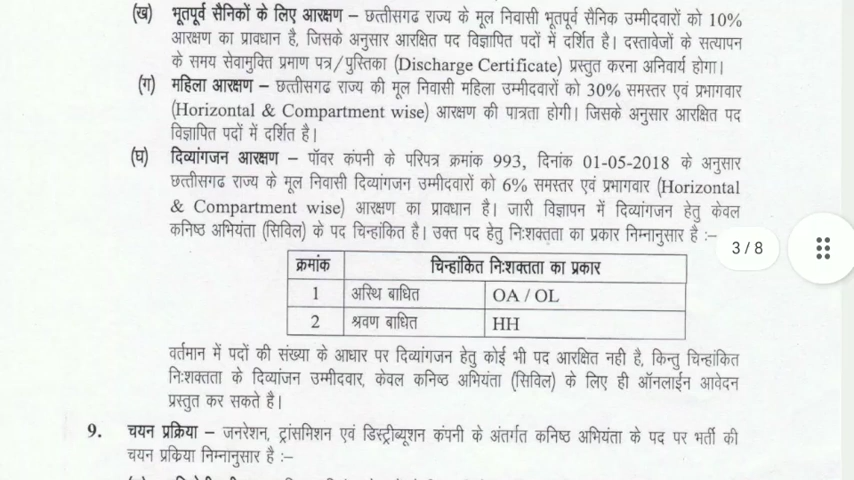 (ख) भूतपूर्व सैनिकों के लिए आरक्षण – छत्तीसगढ राज्य के मूल निवासी भूतपूर्व सैनिक उम्मीदवारों को 10%
आरक्षण का प्रावधान है, जिसके अनुसार आरक्षित पद विज्ञापित पदों में दर्शित है। दस्तावेजों के सत्यापन
के समय सेवामुक्ति प्रमाण पत्र/पुस्तिका (Discharge Certificate) प्रस्तुत करना अनिवार्य होगा।
(ग) महिला आरक्षण – छत्तीसगढ राज्य की मूल निवासी महिला उम्मीदवारों को 30% समस्तर एवं प्रभागवार
(Horizontal & Compartment wise) आरक्षण की पात्रता होगी। जिसके अनुसार आरक्षित पद
विज्ञापित पदों में दर्शित है।
(घ) दिव्यांगजन आरक्षण – पॉवर कंपनी के परिपत्र क्रमांक 993, दिनांक 01-05-2018 के अनुसार
छत्तीसगढ राज्य के मूल निवासी दिव्यांगजन उम्मीदवारों को 6% समस्तर एवं प्रभागवार (Horizontal
& Compartment wise) आरक्षण का प्रावधान है। जारी विज्ञापन में दिव्यांगजन हेतु केवल
कनिष्ठ अभियंता (सिविल) के पद चिन्हांकित है। उक्त पद हेतु निःशक्तता का प्रकार निम्नानुसार है :–
3 / 8
क्रमांक चिन्हांकित निःशक्तता का प्रकार
1 अस्थि बाधित OA / OL
2 श्रवण बाधित HH
वर्तमान में पदों की संख्या के आधार पर दिव्यांगजन हेतु कोई भी पद आरक्षित नही है, किन्तु चिन्हांकित
निःशक्तता के दिव्यांजन उम्मीदवार, केवल कनिष्ठ अभियंता (सिविल) के लिए ही ऑनलाईन आवेदन
प्रस्तुत कर सकते है।
9. चयन प्रक्रिया – जनरेशन, ट्रांसमिशन एवं डिस्ट्रीब्यूशन कंपनी के अंतर्गत कनिष्ठ अभियंता के पद पर भर्ती की
चयन प्रकिया निम्नानुसार है :–